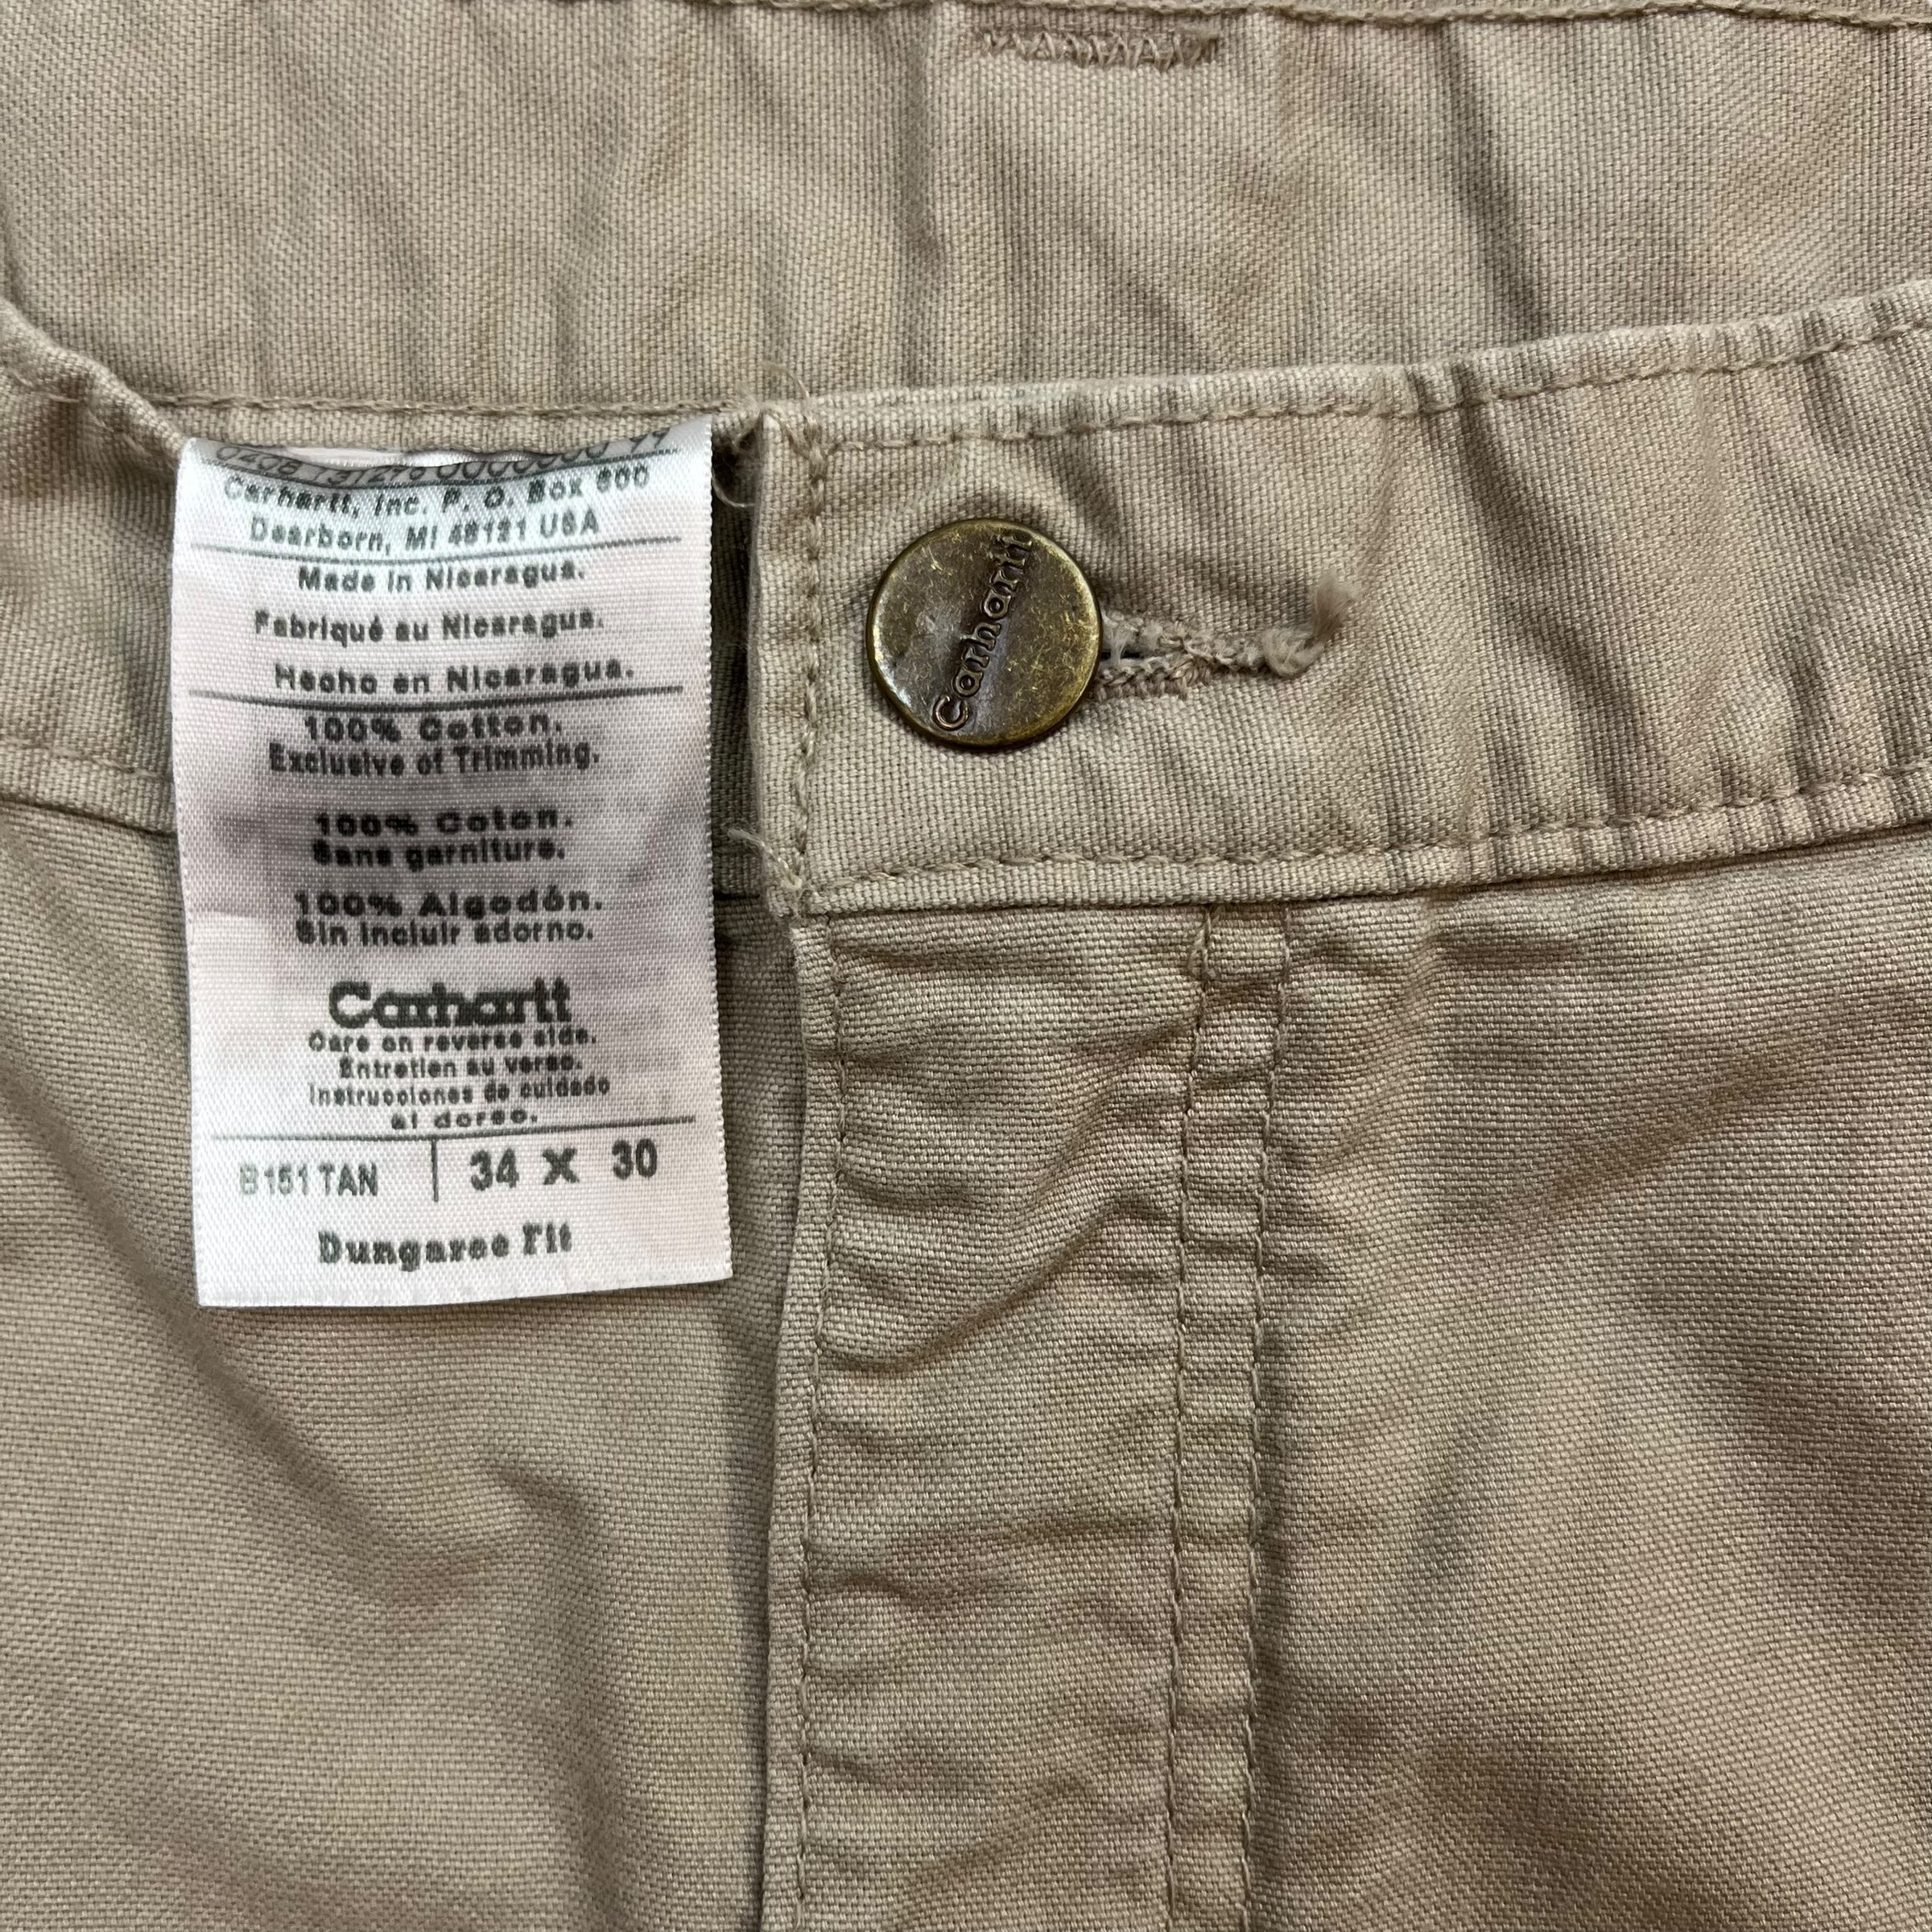 Carhartt, Inc. P. O. Box 600
Dearborn, MI 48121 USA
Made in Nicaragua.
Fabriqué au Nicaragua.
Hecho en Nicaragua.
100% Cotton.
Exclusive of Trimming.
100% Coton.
Sans garniture.
100% Algodón.
Sin incluir adorno.
Carhartt
Care on reverse side.
Entretien au verso.
Instrucciones de cuidado
al dorso.
B151 TAN 34 X 30
Dungaree Fit
Carhartt